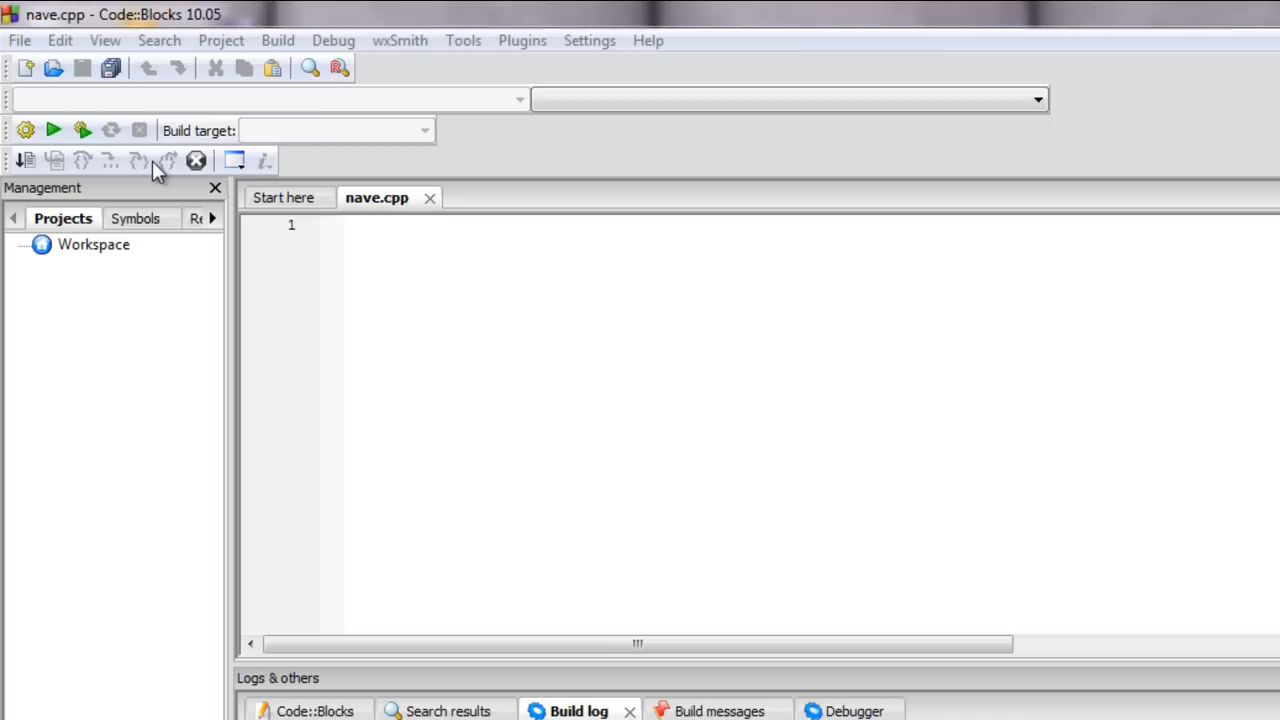 nave.cpp - Code::Blocks 10.05
File Edit View Search Project Build Debug wxSmith Tools Plugins Settings Help
Build target:
Management
Projects Symbols Re
Workspace
Start here nave.cpp
1
Logs & others
Code::Blocks Search results Build log Build messages Debugger